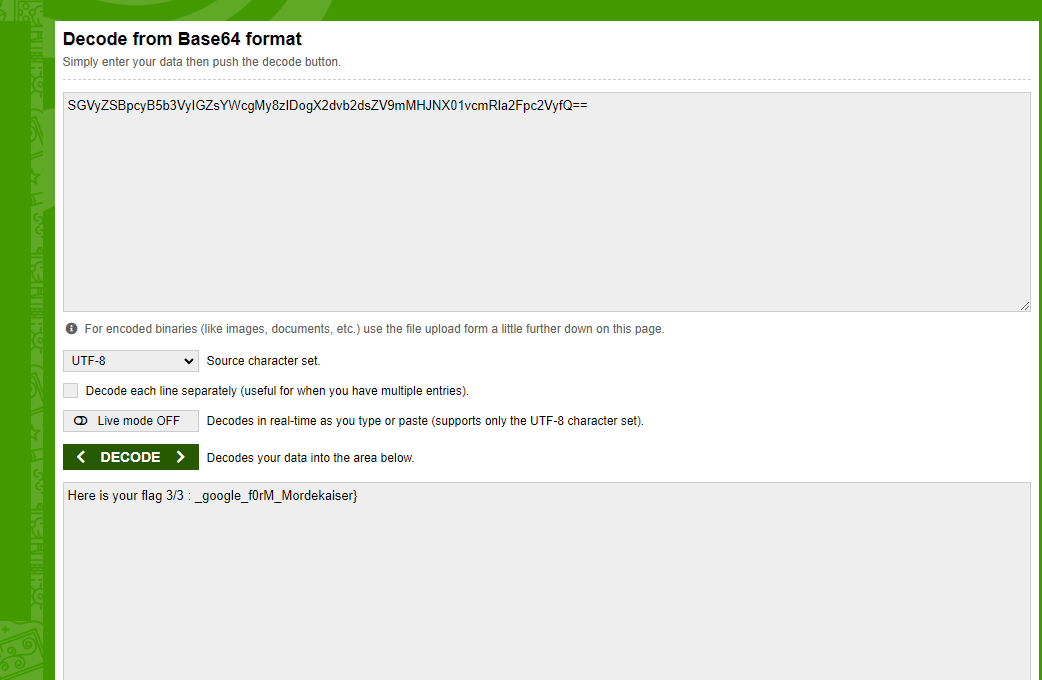 Decode from Base64 format
Simply enter your data then push the decode button.
SGVyZSBpcyB5b3VyIGZsYWcgMy8zIDogX2dvb2dsZV9mMHJNX01vcmRla2Fpc2VyfQ==
For encoded binaries (like images, documents, etc.) use the file upload form a little further down on this page.
UTF-8 Source character set.
Decode each line separately (useful for when you have multiple entries).
Live mode OFF Decodes in real-time as you type or paste (supports only the UTF-8 character set).
DECODE Decodes your data into the area below.
Here is your flag 3/3 : _google_f0rM_Mordekaiser}